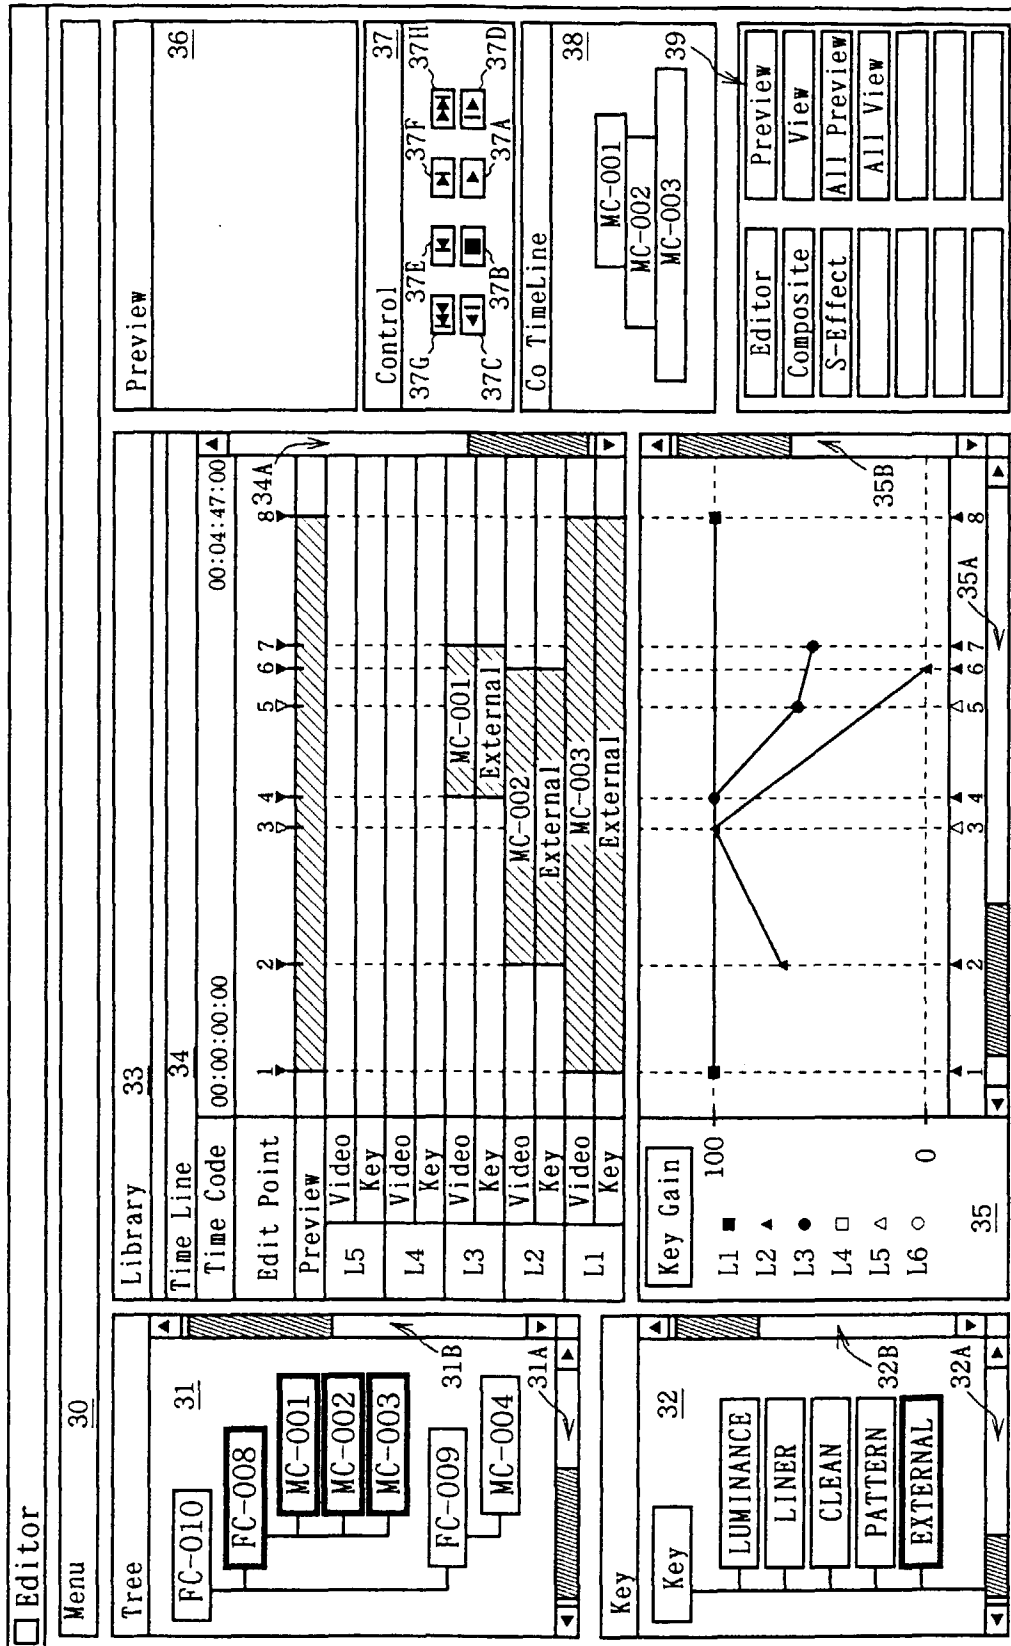 Editor
Menu 30
Tree
31
FC-010
FC-008
MC-001
MC-002
MC-003
FC-009
MC-004
31B
31A
Key
32
Key
LUMINANCE
LINER
CLEAN
PATTERN
EXTERNAL
32B
32A
Library 33
Time Line 34
Time Code 00:00:00:00 00:04:47:00
Edit Point 1 2 3 4 5 6 7 8
34A
Preview
L5 Video
Key
L4 Video
Key
L3 Video MC-001
Key External
L2 Video MC-002
Key External
L1 Video MC-003
Key External
Key Gain 100
L1
L2
L3
L4
L5
L6 0
35
35B
1 2 3 4 5 6 7 8
35A
Preview
36
Control 37
37G 37E 37F 37H
37C 37B 37A 37D
Co TimeLine
38
MC-001
MC-002
MC-003
39
Editor Preview
Composite View
S-Effect All Preview
All View